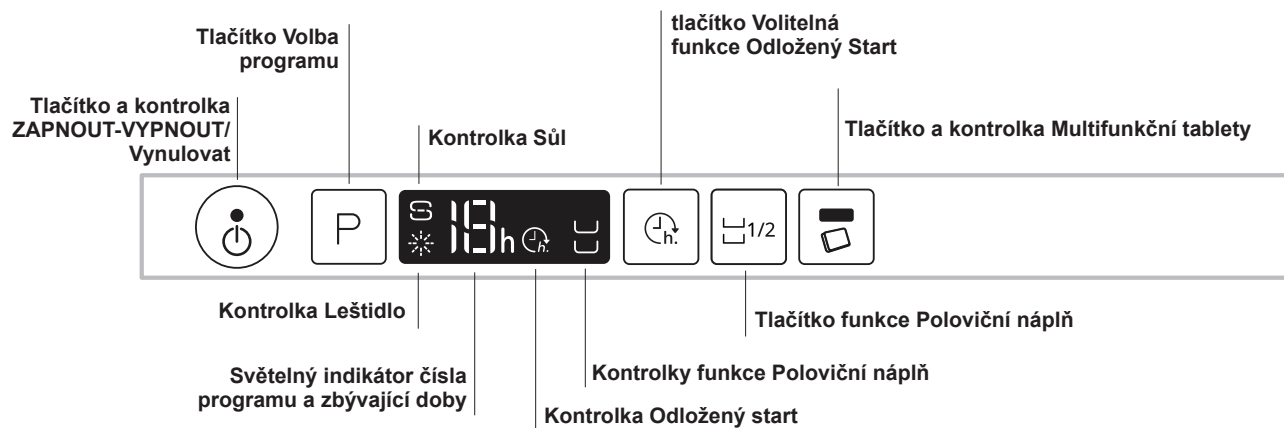 tlačítko Volitelná
funkce Odložený Start
Tlačítko Volba
programu
Tlačítko a kontrolka
ZAPNOUT-VYPNOUT/
Vynulovat
Kontrolka Sůl
Tlačítko a kontrolka Multifunkční tablety
P
S
18h
h.
h.
1/2
Kontrolka Leštidlo
Tlačítko funkce Poloviční náplň
Světelný indikátor čísla
programu a zbývající doby
Kontrolky funkce Poloviční náplň
Kontrolka Odložený start